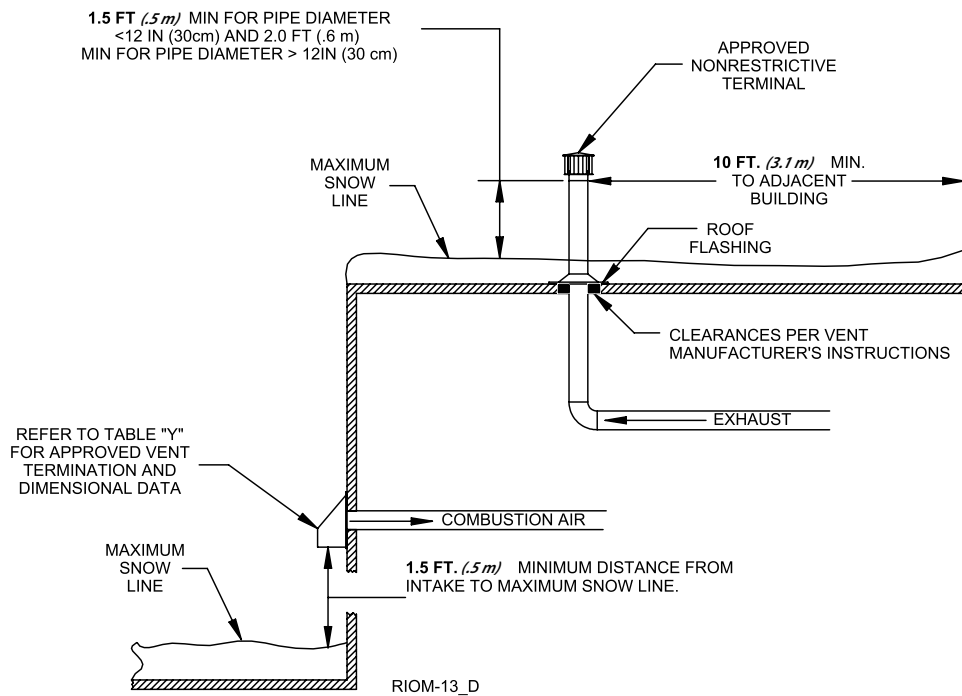 1.5 FT (.5 m) MIN FOR PIPE DIAMETER
<12 IN (30cm) AND 2.0 FT (.6 m)
MIN FOR PIPE DIAMETER > 12IN (30 cm)
APPROVED
NONRESTRICTIVE
TERMINAL
MAXIMUM
SNOW
LINE
10 FT. (3.1 m) MIN.
TO ADJACENT
BUILDING
ROOF
FLASHING
CLEARANCES PER VENT
MANUFACTURER'S INSTRUCTIONS
EXHAUST
REFER TO TABLE "Y"
FOR APPROVED VENT
TERMINATION AND
DIMENSIONAL DATA
COMBUSTION AIR
MAXIMUM
SNOW
LINE
1.5 FT. (.5 m) MINIMUM DISTANCE FROM
INTAKE TO MAXIMUM SNOW LINE.
RIOM-13_D